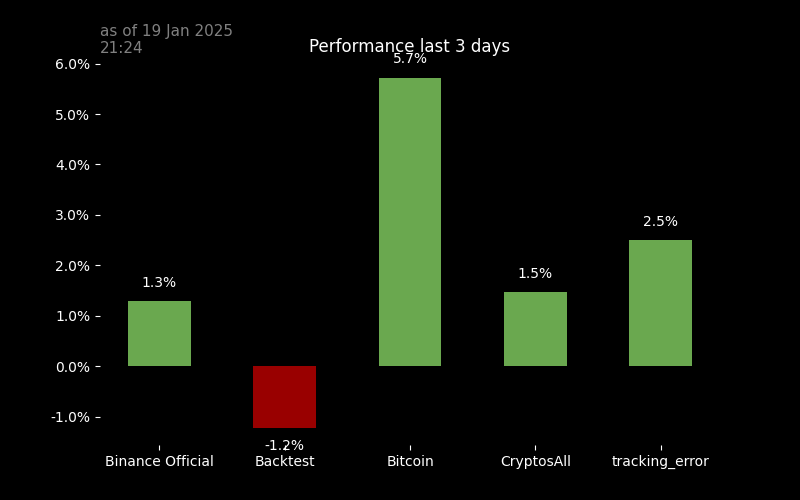 as of 19 Jan 2025
21:24
Performance last 3 days
6.0%
5.0%
4.0%
3.0%
2.0%
1.0%
0.0%
-1.0%
1.3%
-1.2%
5.7%
1.5%
2.5%
Binance Official
Backtest
Bitcoin
CryptosAll
tracking_error